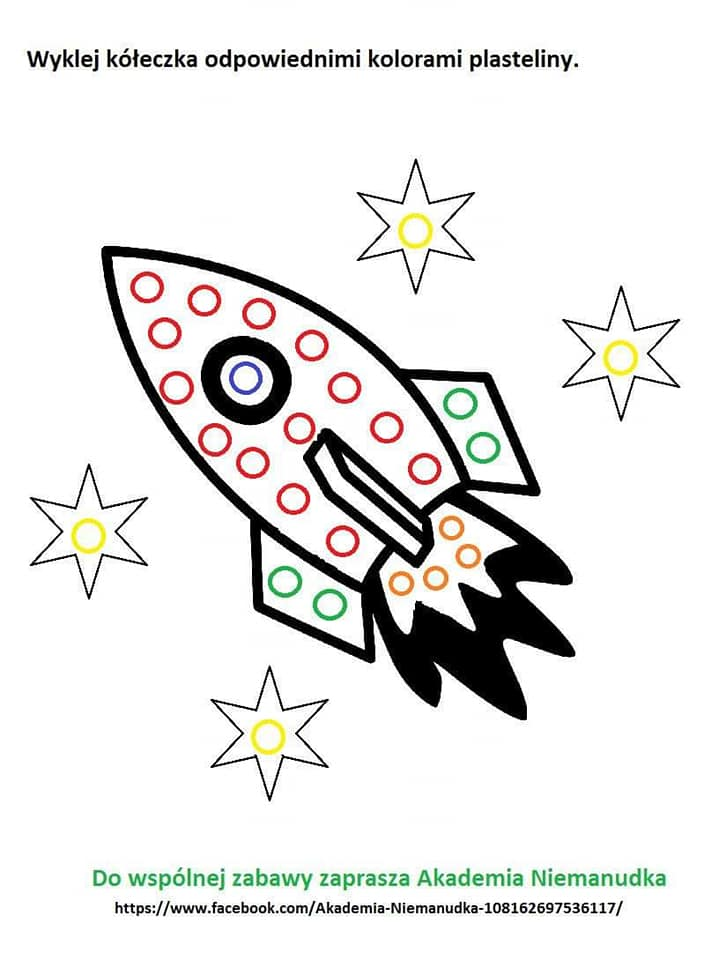 Wyklej kółeczka odpowiednimi kolorami plasteliny.
Do wspólnej zabawy zaprasza Akademia Niemanudka
https://www.facebook.com/Akademia-Niemanudka-108162697536117/